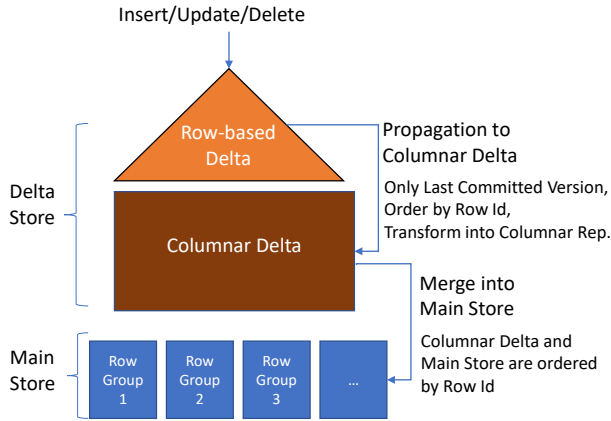 Insert/Update/Delete
Row-based
Delta
Propagation to
Columnar Delta
Only Last Committed Version,
Order by Row Id,
Transform into Columnar Rep.
Delta
Store
Columnar Delta
Merge into
Main Store
Columnar Delta and
Main Store are ordered
by Row Id
Main
Store
Row
Group
1
Row
Group
2
Row
Group
3
...